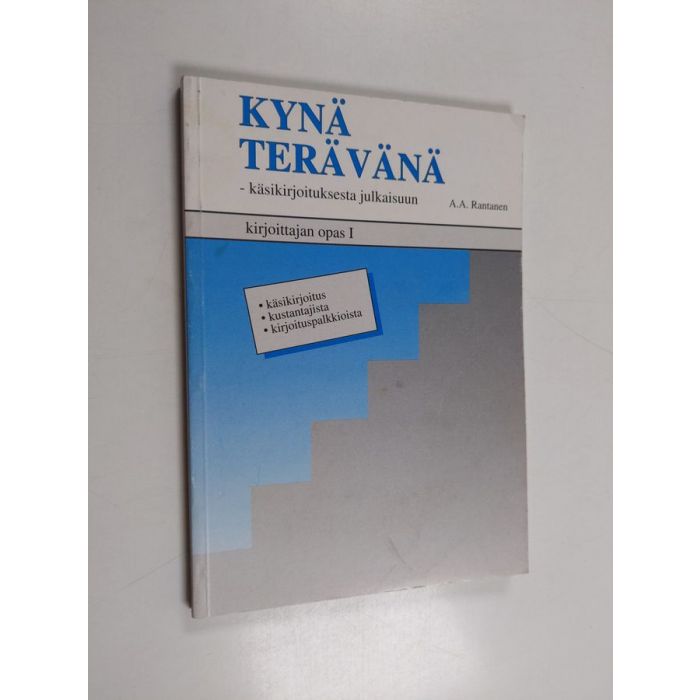 KYNÄ
TERÄVÄNÄ
- käsikirjoituksesta julkaisuun
A.A. Rantanen
kirjoittajan opas I
• käsikirjoitus
• kustantajista
• kirjoituspalkkioista